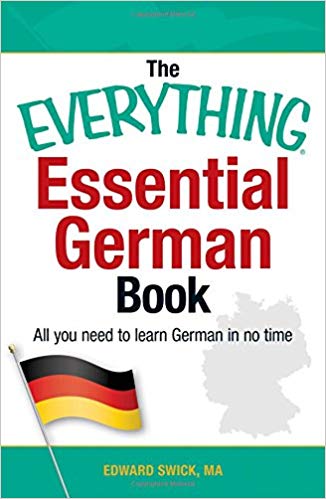 The
EVERYTHING®
Essential
German
Book
All you need to learn German in no time
EDWARD SWICK, MA